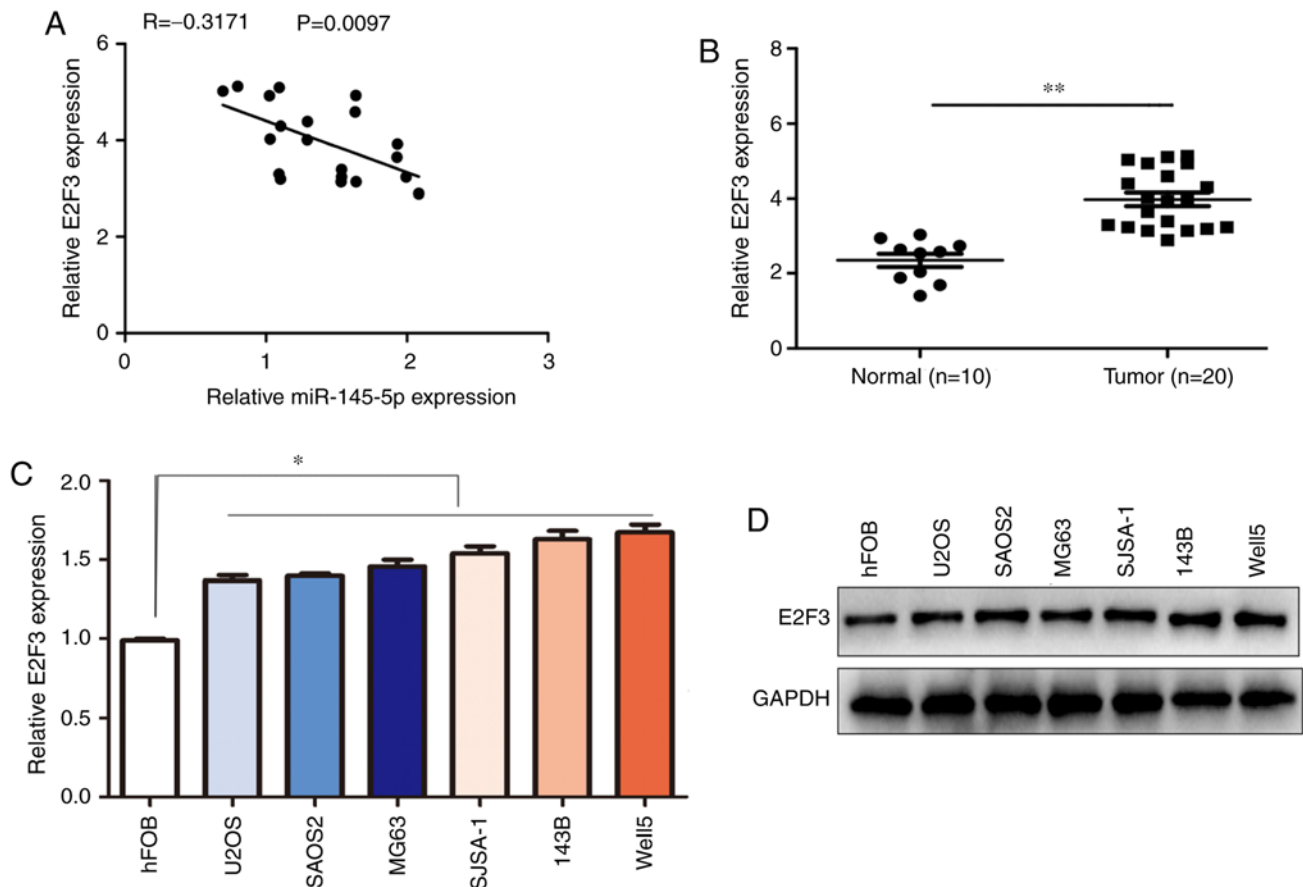 A
R=−0.3171 P=0.0097
Relative E2F3 expression
6
4
2
0
0 1 2 3
Relative miR-145-5p expression
B
**
Relative E2F3 expression
8
6
4
2
0
Normal (n=10) Tumor (n=20)
C
*
Relative E2F3 expression
2.0
1.5
1.0
0.5
0.0
hFOB U2OS SAOS2 MG63 SJSA-1 143B Well5
D
hFOB U2OS SAOS2 MG63 SJSA-1 143B Well5
E2F3
GAPDH